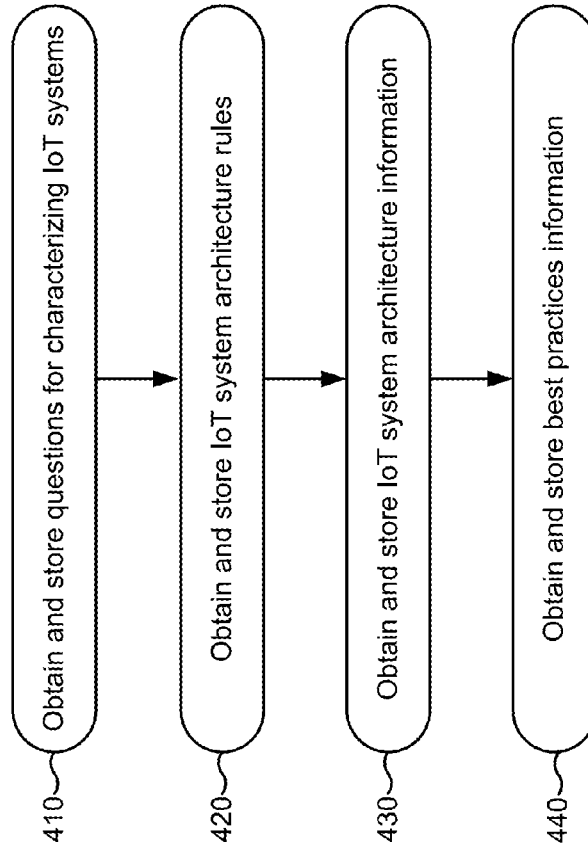 410
Obtain and store questions for characterizing IoT systems
420
Obtain and store IoT system architecture rules
430
Obtain and store IoT system architecture information
440
Obtain and store best practices information